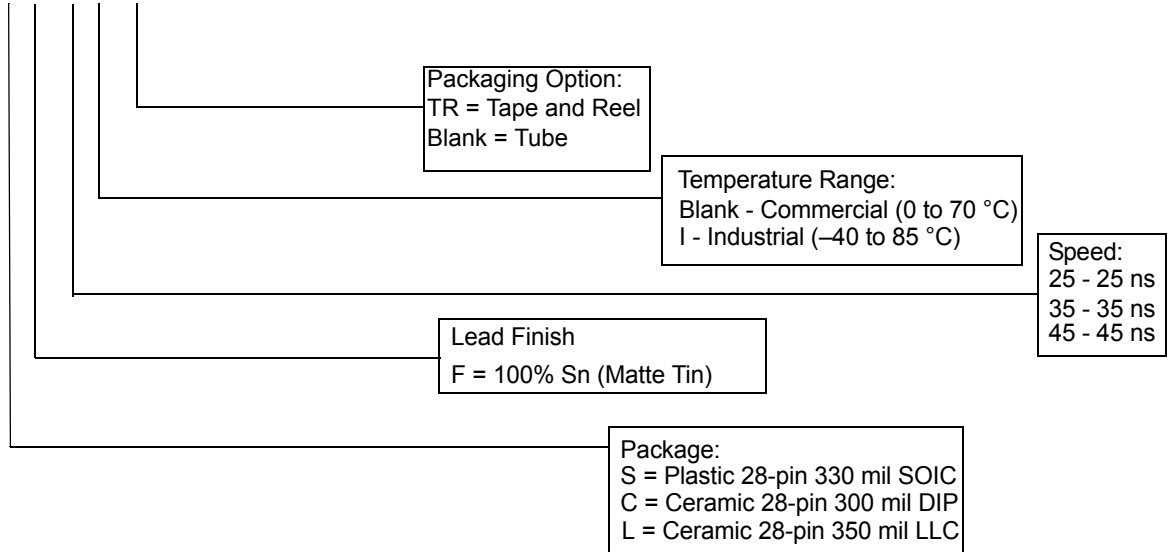 Packaging Option:
TR = Tape and Reel
Blank = Tube
Temperature Range:
Blank - Commercial (0 to 70 °C)
I - Industrial (–40 to 85 °C)
Speed:
25 - 25 ns
35 - 35 ns
45 - 45 ns
Lead Finish
F = 100% Sn (Matte Tin)
Package:
S = Plastic 28-pin 330 mil SOIC
C = Ceramic 28-pin 300 mil DIP
L = Ceramic 28-pin 350 mil LLC